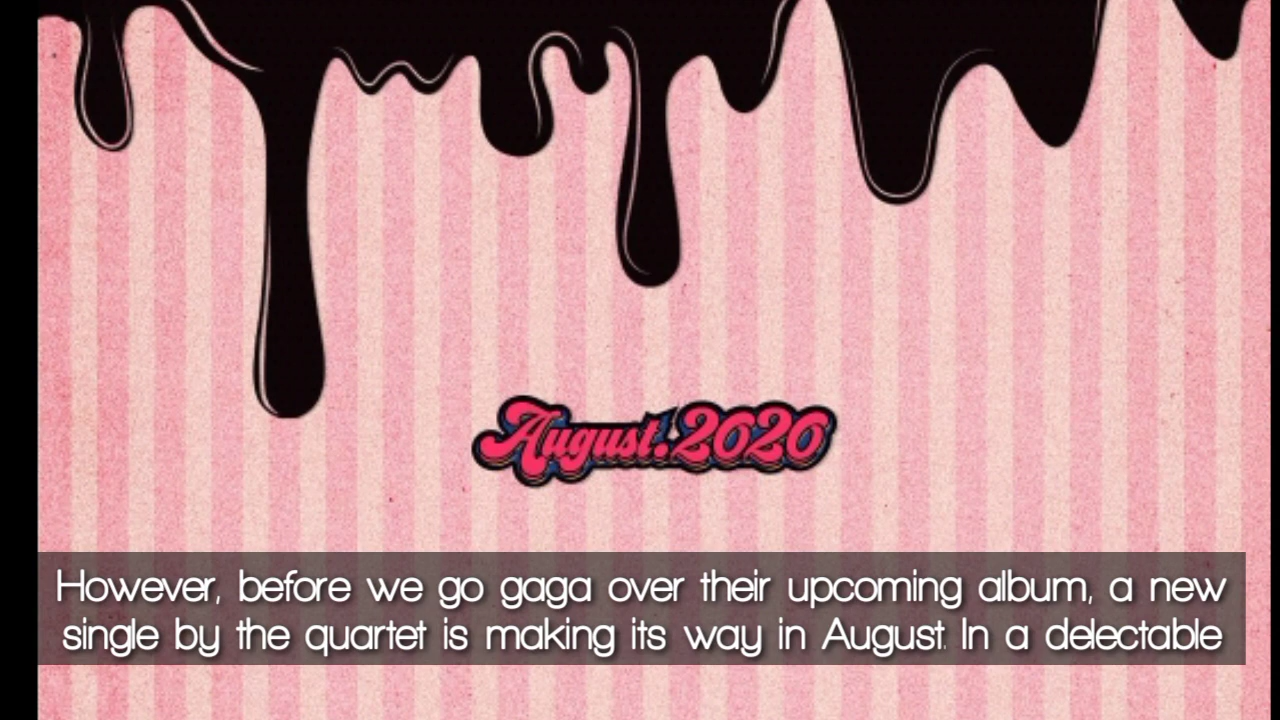 August.2020
However, before we go gaga over their upcoming album, a new
single by the quartet is making its way in August. In a delectable